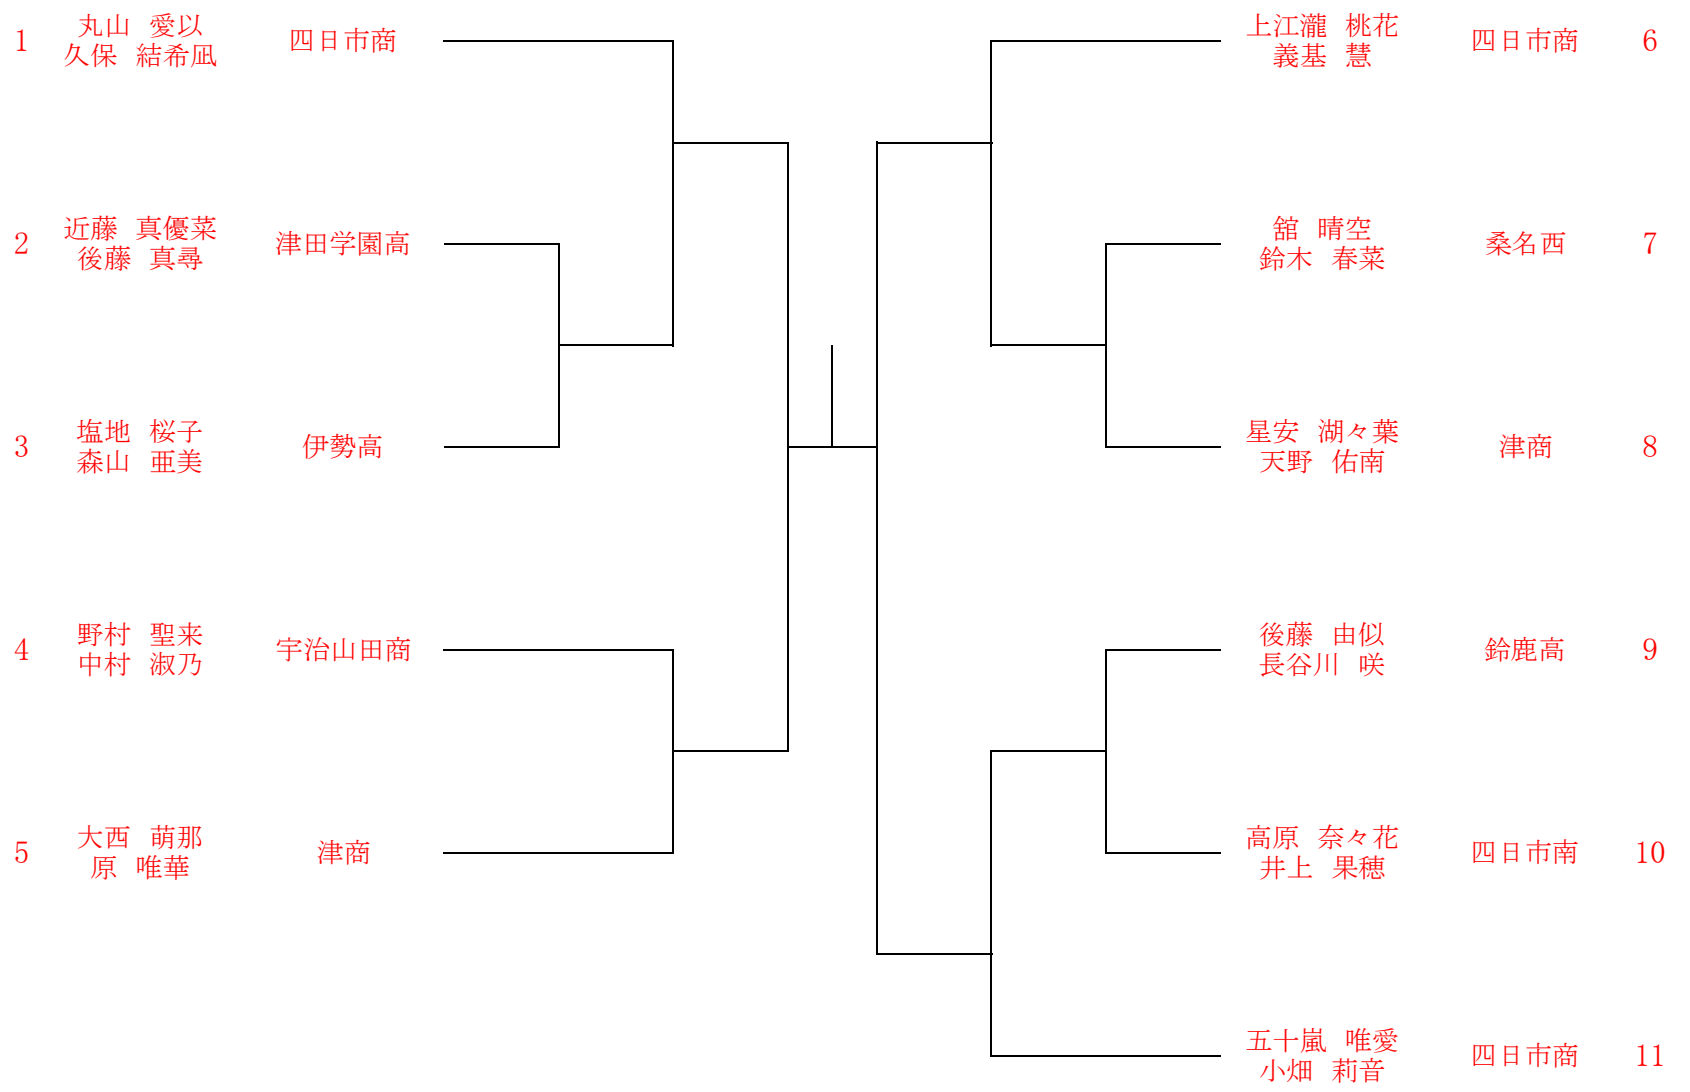 1 丸山 愛以 四日市商
久保 結希凪
2 近藤 真優菜 津田学園高
後藤 真尋
3 塩地 桜子 伊勢高
森山 亜美
4 野村 聖来 宇治山田商
中村 淑乃
5 大西 萌那 津商
原 唯華
上江瀧 桃花 四日市商 6
義基 慧
舘 晴空 桑名西 7
鈴木 春菜
星安 湖々葉 津商 8
天野 佑南
後藤 由似 鈴鹿高 9
長谷川 咲
高原 奈々花 四日市南 10
井上 果穂
五十嵐 唯愛 四日市商 11
小畑 莉音